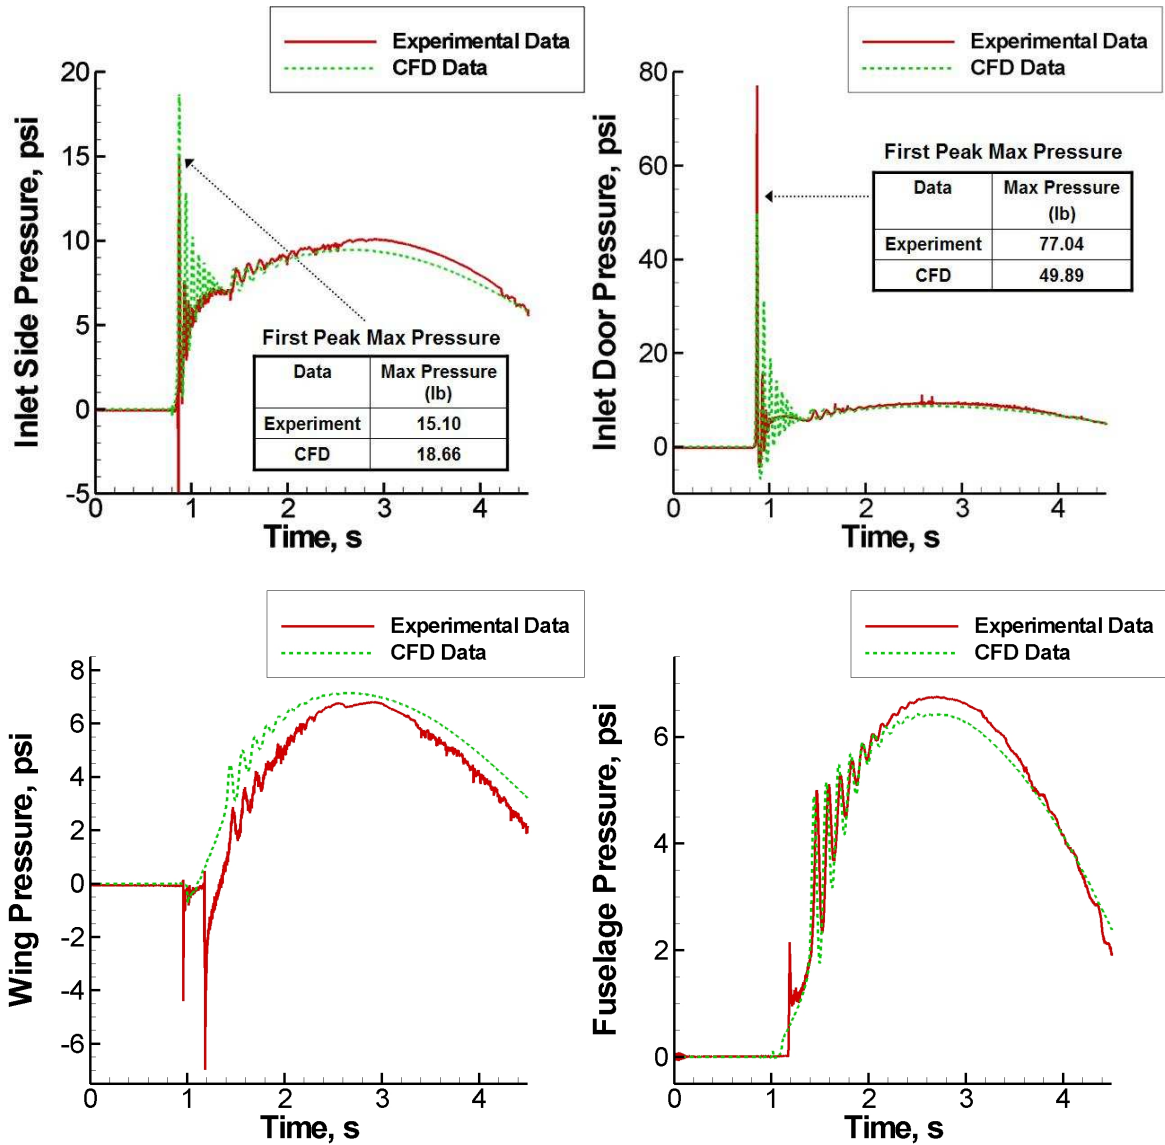 Experimental Data
CFD Data
Inlet Side Pressure, psi
20
15
10
5
0
-5
First Peak Max Pressure
Data Max Pressure (lb)
Experiment 15.10
CFD 18.66
0 1 2 3 4
Time, s
Experimental Data
CFD Data
Inlet Door Pressure, psi
80
60
40
20
0
First Peak Max Pressure
Data Max Pressure (lb)
Experiment 77.04
CFD 49.89
0 1 2 3 4
Time, s
Experimental Data
CFD Data
Wing Pressure, psi
8
6
4
2
0
-2
-4
-6
0 1 2 3 4
Time, s
Experimental Data
CFD Data
Fuselage Pressure, psi
6
4
2
0
0 1 2 3 4
Time, s